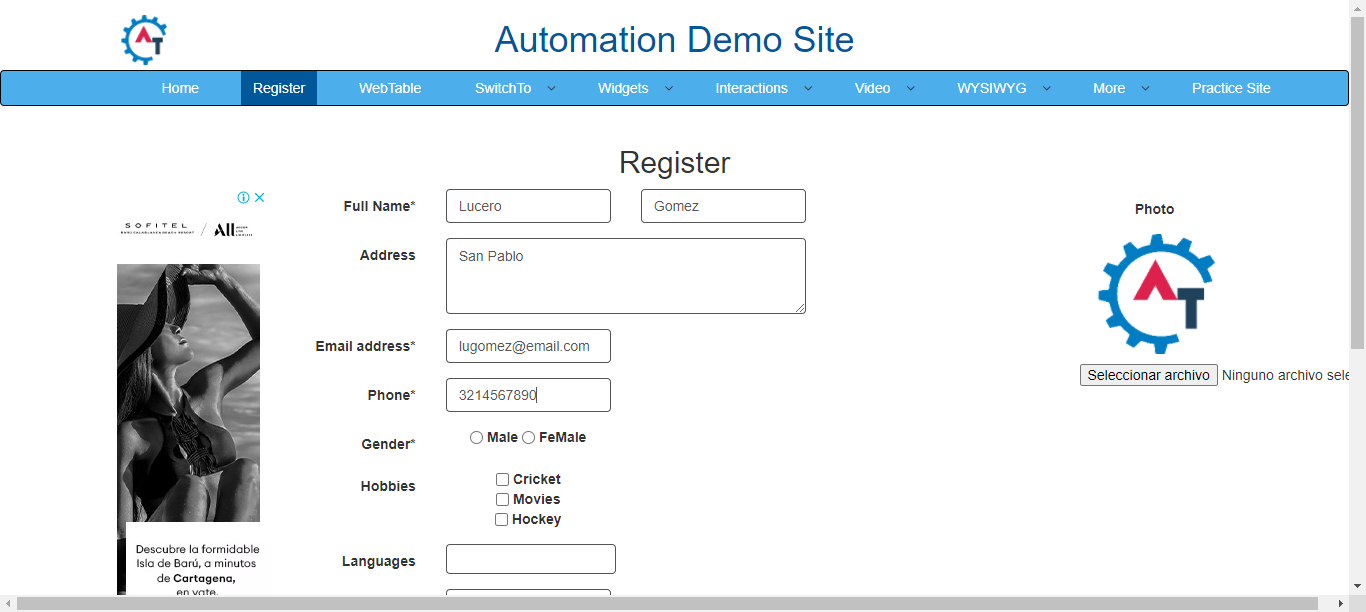 AT
Automation Demo Site
Home Register WebTable SwitchTo Widgets Interactions Video WYSIWYG More Practice Site
Register
Full Name* Lucero Gomez
Photo
SOFITEL / All
Address San Pablo
AT
Email address* lugomez@email.com
Seleccionar archivo Ninguno archivo sele
Phone* 3214567890
Gender* Male FeMale
Hobbies
Cricket
Movies
Hockey
Languages
Descubre la formidable
Isla de Barú, a minutos
de Cartagena,
en yate.